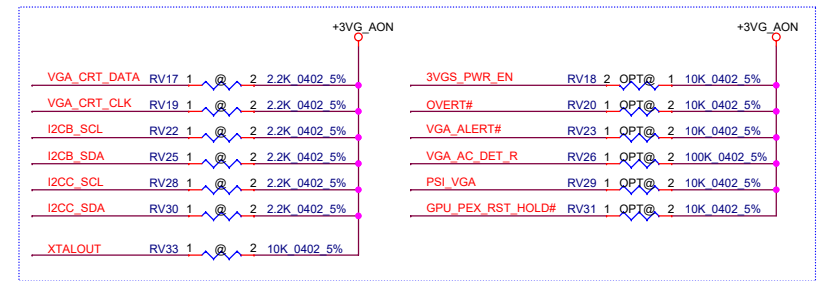 +3VG_AON +3VG_AON
VGA_CRT_DATA RV17 1 @ 2 2.2K_0402_5% 3VGS_PWR_EN RV18 2 OPT@ 1 10K_0402_5%
VGA_CRT_CLK RV19 1 @ 2 2.2K_0402_5% OVERT# RV20 1 OPT@ 2 10K_0402_5%
I2CB_SCL RV22 1 @ 2 2.2K_0402_5% VGA_ALERT# RV23 1 OPT@ 2 10K_0402_5%
I2CB_SDA RV25 1 @ 2 2.2K_0402_5% VGA_AC_DET_R RV26 1 OPT@ 2 100K_0402_5%
I2CC_SCL RV28 1 @ 2 2.2K_0402_5% PSI_VGA RV29 1 OPT@ 2 10K_0402_5%
I2CC_SDA RV30 1 @ 2 2.2K_0402_5% GPU_PEX_RST_HOLD# RV31 1 OPT@ 2 10K_0402_5%
XTALOUT RV33 1 @ 2 10K_0402_5%